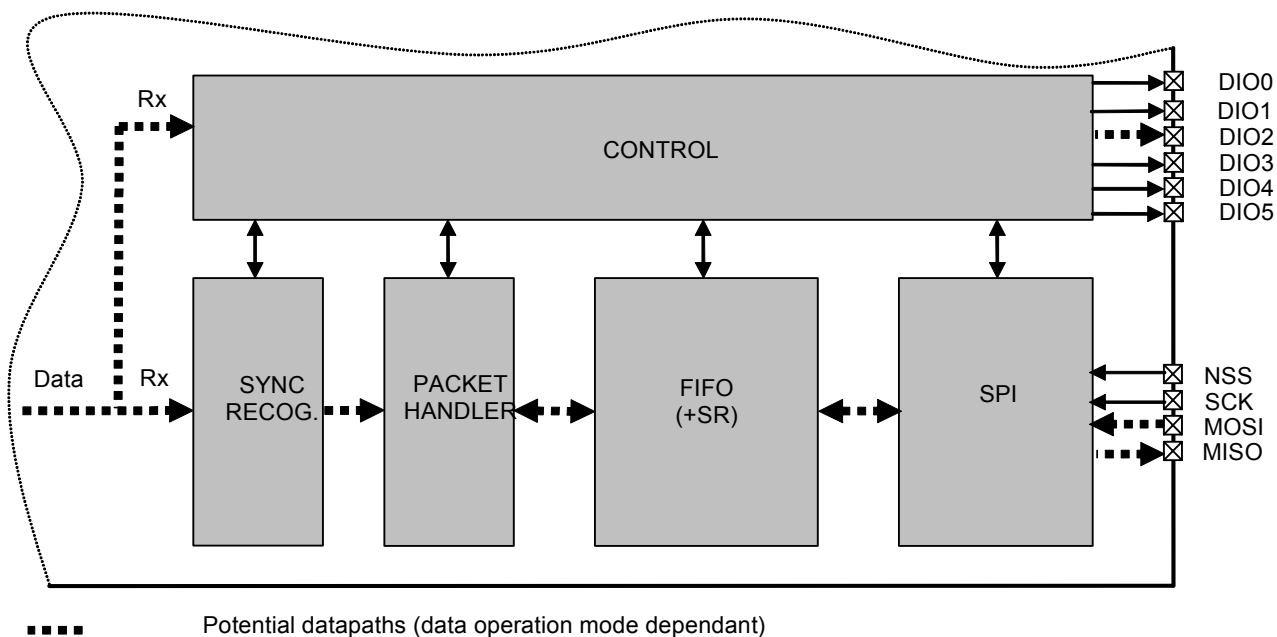 Rx
CONTROL
DIO0
DIO1
DIO2
DIO3
DIO4
DIO5
Data
Rx
SYNC
RECOG.
PACKET
HANDLER
FIFO
(+SR)
SPI
NSS
SCK
MOSI
MISO
Potential datapaths (data operation mode dependant)